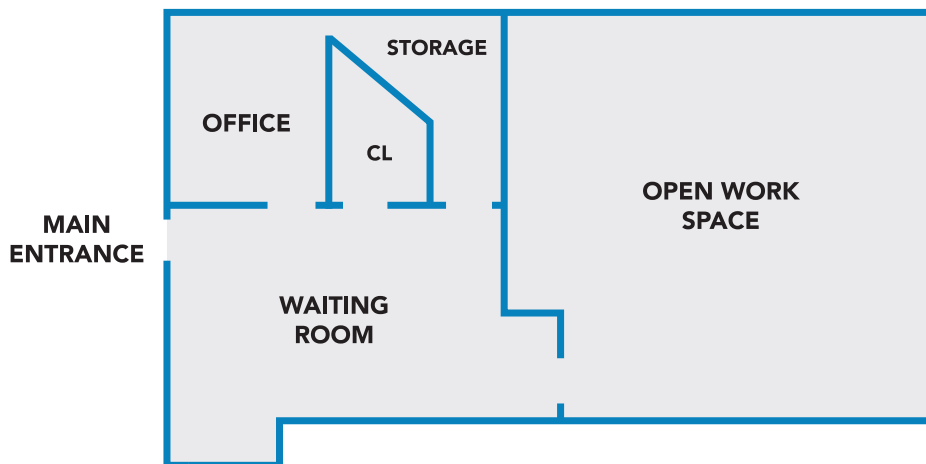 STORAGE
OFFICE
CL
OPEN WORK
SPACE
MAIN
ENTRANCE
WAITING
ROOM